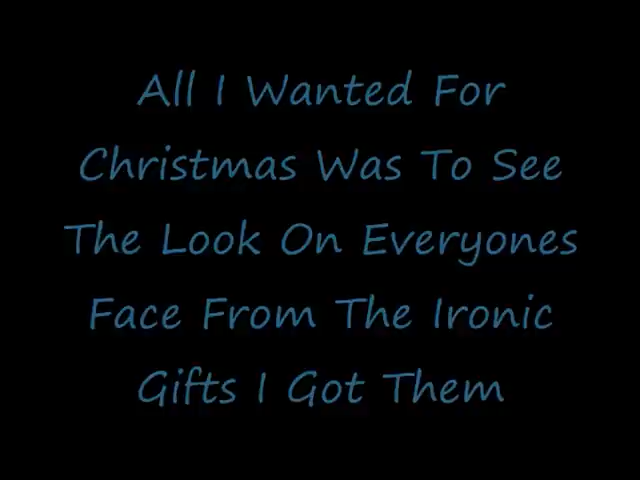 All I Wanted For
Christmas Was To See
The Look On Everyones
Face From The Ironic
Gifts I Got Them